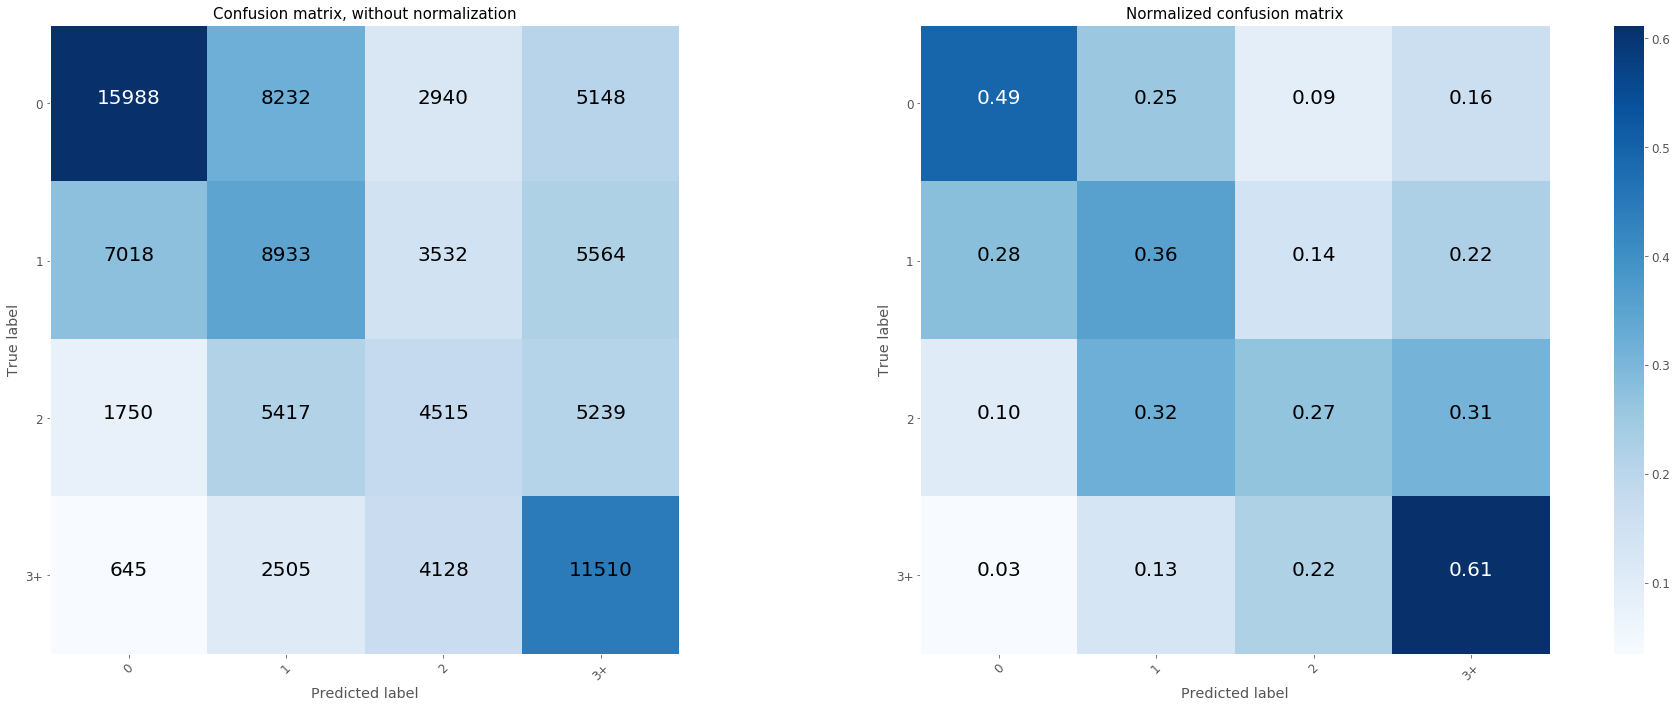 Confusion matrix, without normalization
0 15988 8232 2940 5148
1 7018 8933 3532 5564
2 1750 5417 4515 5239
3+ 645 2505 4128 11510
True label
0 1 2 3+
Predicted label
Normalized confusion matrix
0 0.49 0.25 0.09 0.16
1 0.28 0.36 0.14 0.22
2 0.10 0.32 0.27 0.31
3+ 0.03 0.13 0.22 0.61
True label
0 1 2 3+
Predicted label
0.6
0.5
0.4
0.3
0.2
0.1